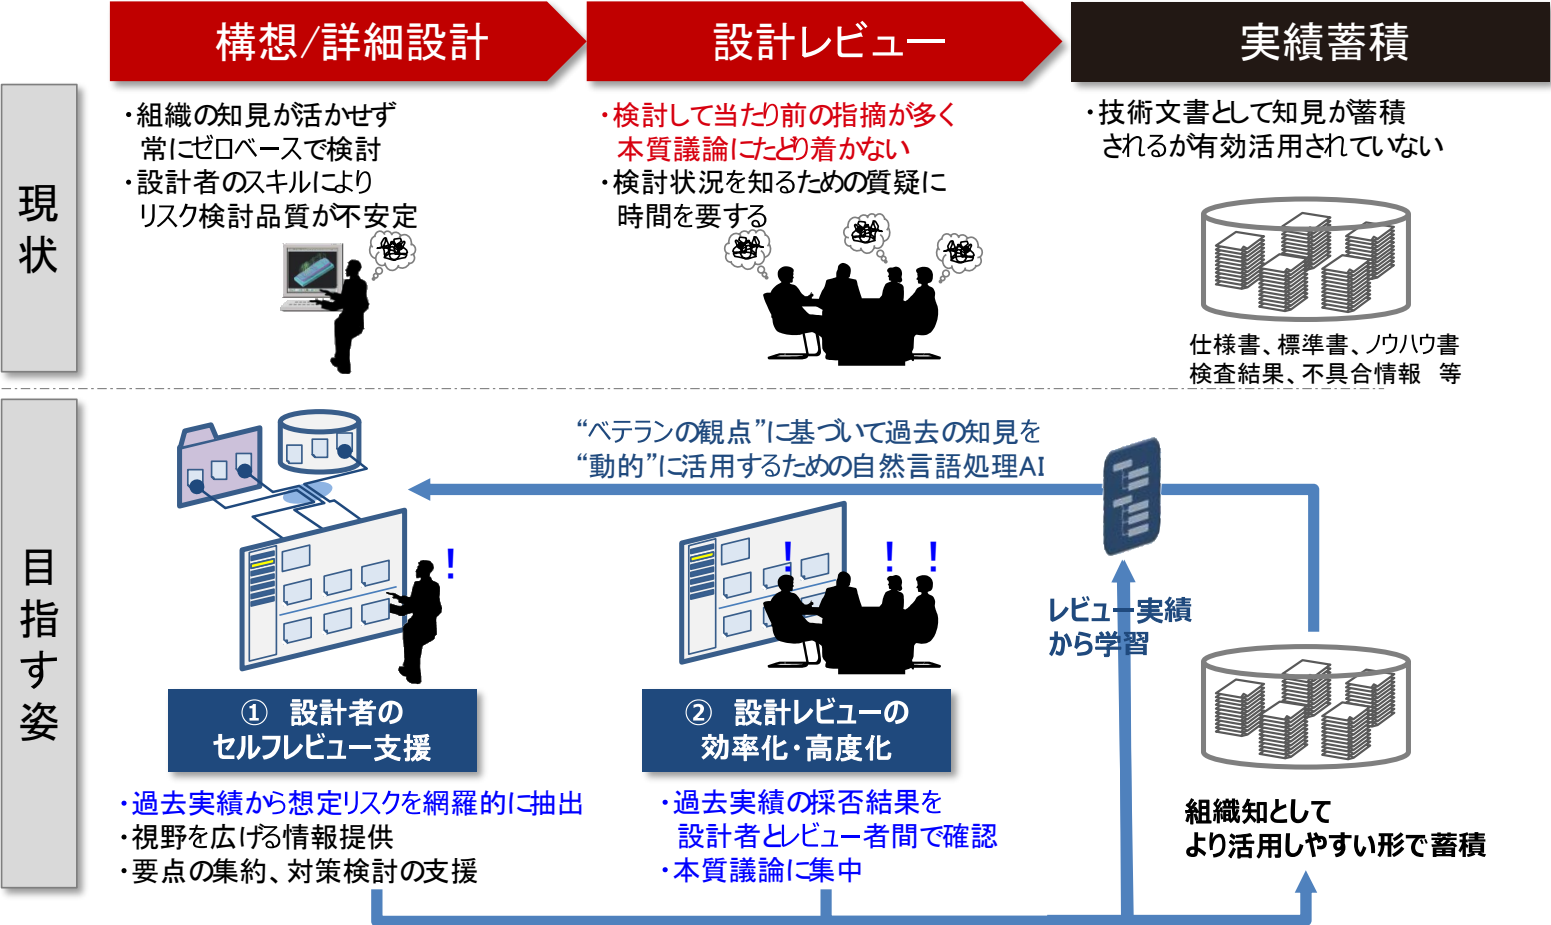 構想/詳細設計
設計レビュー
実績蓄積
現状
・組織の知見が活かせず
常にゼロベースで検討
・設計者のスキルにより
リスク検討品質が不安定
・検討して当たり前の指摘が多く
本質議論にたどり着かない
・検討状況を知るための質疑に
時間を要する
・技術文書として知見が蓄積
されるが有効活用されていない
仕様書、標準書、ノウハウ書
検査結果、不具合情報　等
目指す姿
“ベテランの観点”に基づいて過去の知見を
“動的”に活用するための自然言語処理AI
!
! ! !
レビュー実績
から学習
①　設計者の
セルフレビュー支援
②　設計レビューの
効率化・高度化
・過去実績から想定リスクを網羅的に抽出
・視野を広げる情報提供
・要点の集約、対策検討の支援
・過去実績の採否結果を
設計者とレビュー者間で確認
・本質議論に集中
組織知として
より活用しやすい形で蓄積